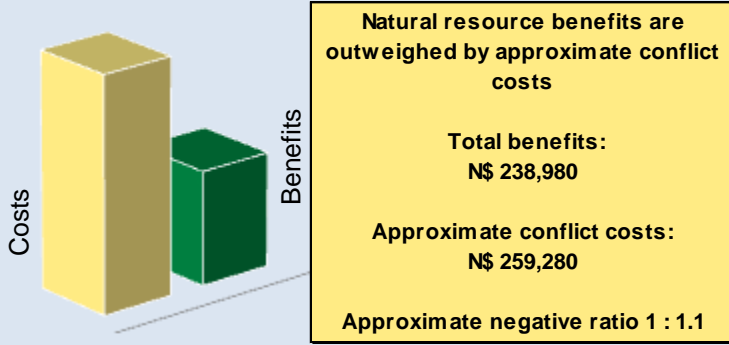 Costs
Benefits
Natural resource benefits are
outweighed by approximate conflict
costs
Total benefits:
N$ 238,980
Approximate conflict costs:
N$ 259,280
Approximate negative ratio 1 : 1.1